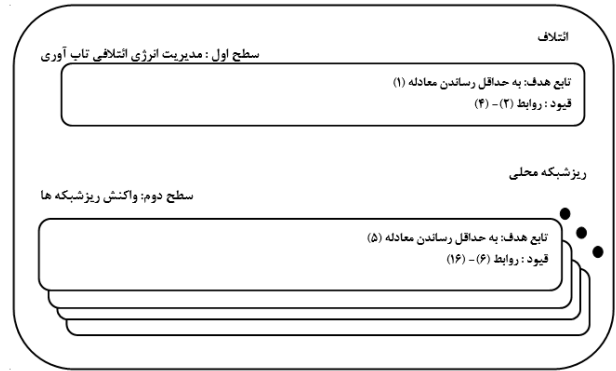 ائتلاف
سطح اول : مدیریت انرژی ائتلافی تاب آوری
تابع هدف: به حداقل رساندن معادله (۱)
قیود : روابط (۲) - (۴)
ریزشبکه محلی
سطح دوم: واکنش ریزشبکه ها
تابع هدف: به حداقل رساندن معادله (۵)
قیود : روابط (۶) - (۱۶)